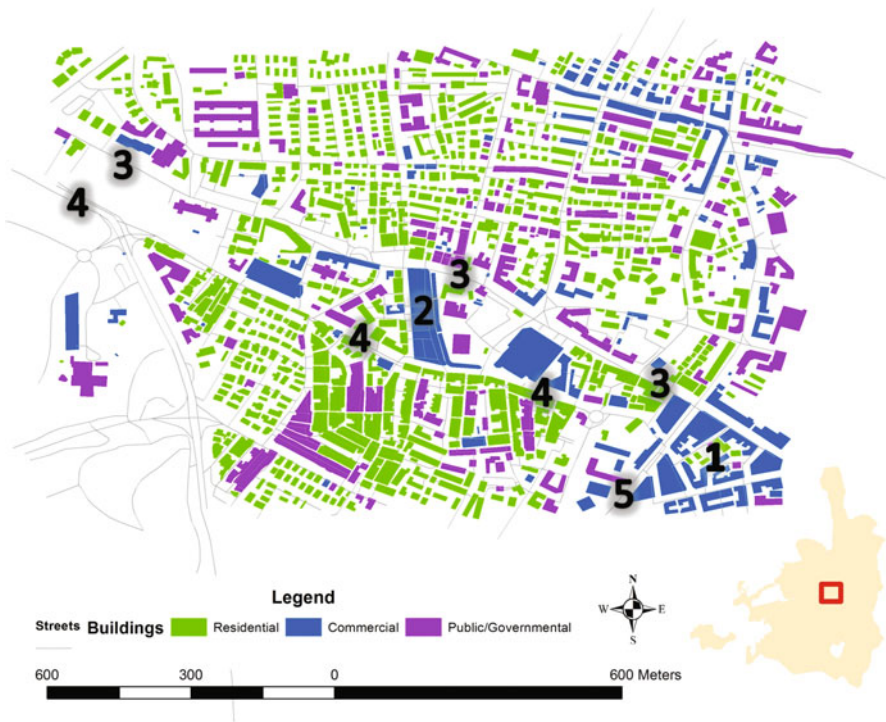 3
4
3
2
4
4
3
1
5
Legend
Streets Buildings Residential Commercial Public/Governmental
N
W E
S
600 300 0 600 Meters